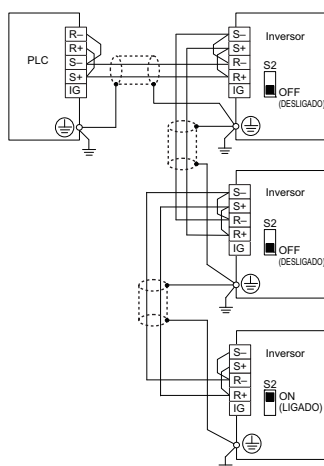 PLC
R–
R+
S–
S+
IG
S–
S+
R–
R+
IG
Inversor
S2
OFF
(DESLIGADO)
S–
S+
R–
R+
IG
Inversor
S2
OFF
(DESLIGADO)
S–
S+
R–
R+
IG
Inversor
S2
ON
(LIGADO)